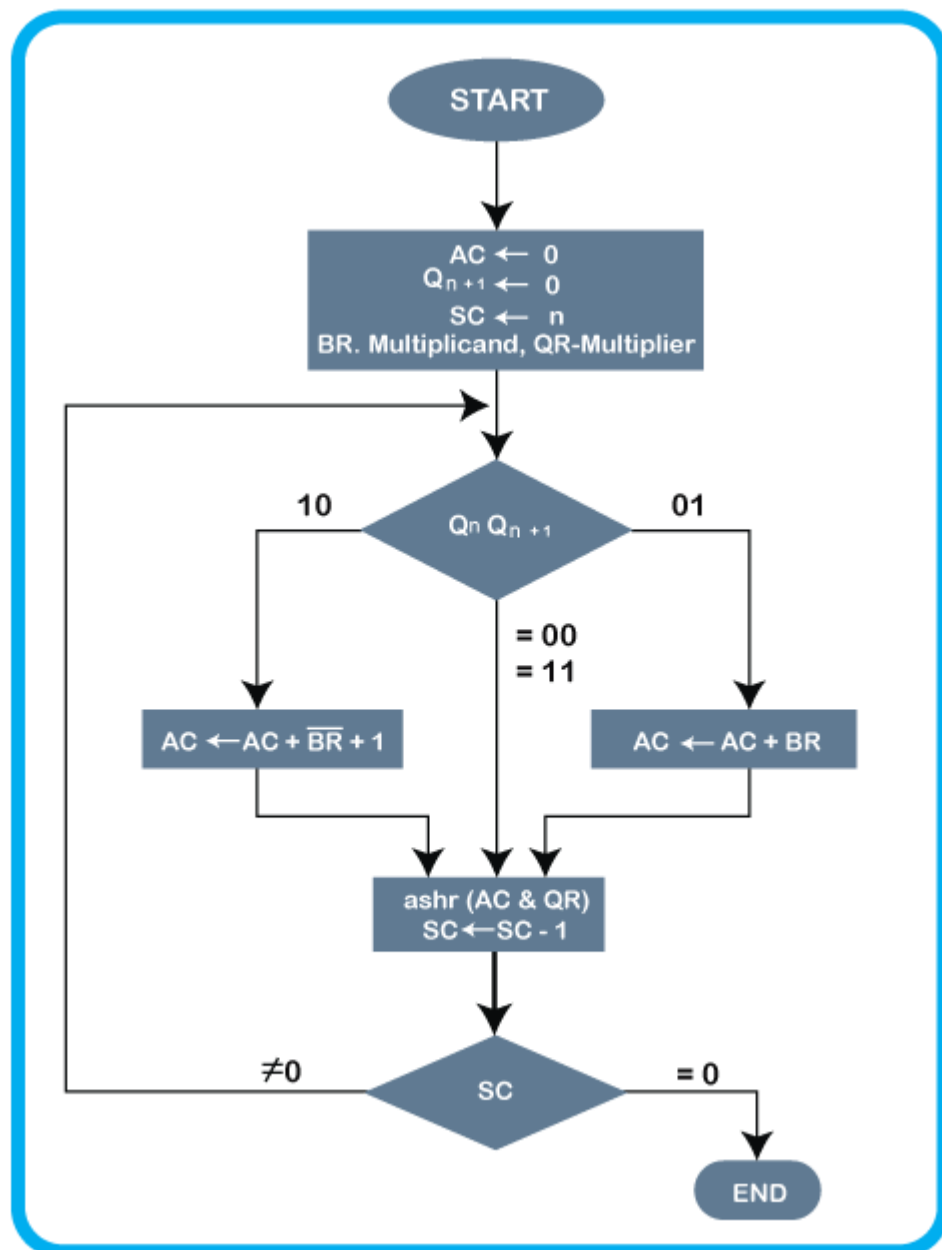 START
AC ← 0
Qn+1 ← 0
SC ← n
BR. Multiplicand, QR-Multiplier
10
Qn Qn+1
01
= 00
= 11
AC ← AC + B̅R̅ + 1
AC ← AC + BR
ashr (AC & QR)
SC ← SC - 1
≠0
SC
= 0
END